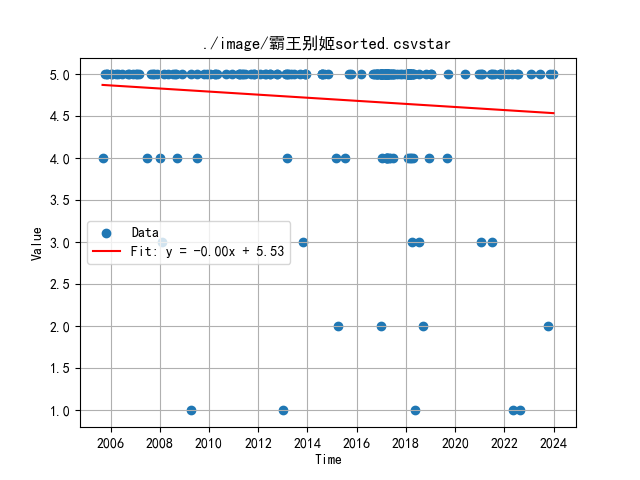 ./image/霸王别姬sorted.csvstar
Value
5.0
4.5
4.0
3.5
3.0
2.5
2.0
1.5
1.0
Data
Fit: y = -0.00x + 5.53
2006 2008 2010 2012 2014 2016 2018 2020 2022 2024
Time